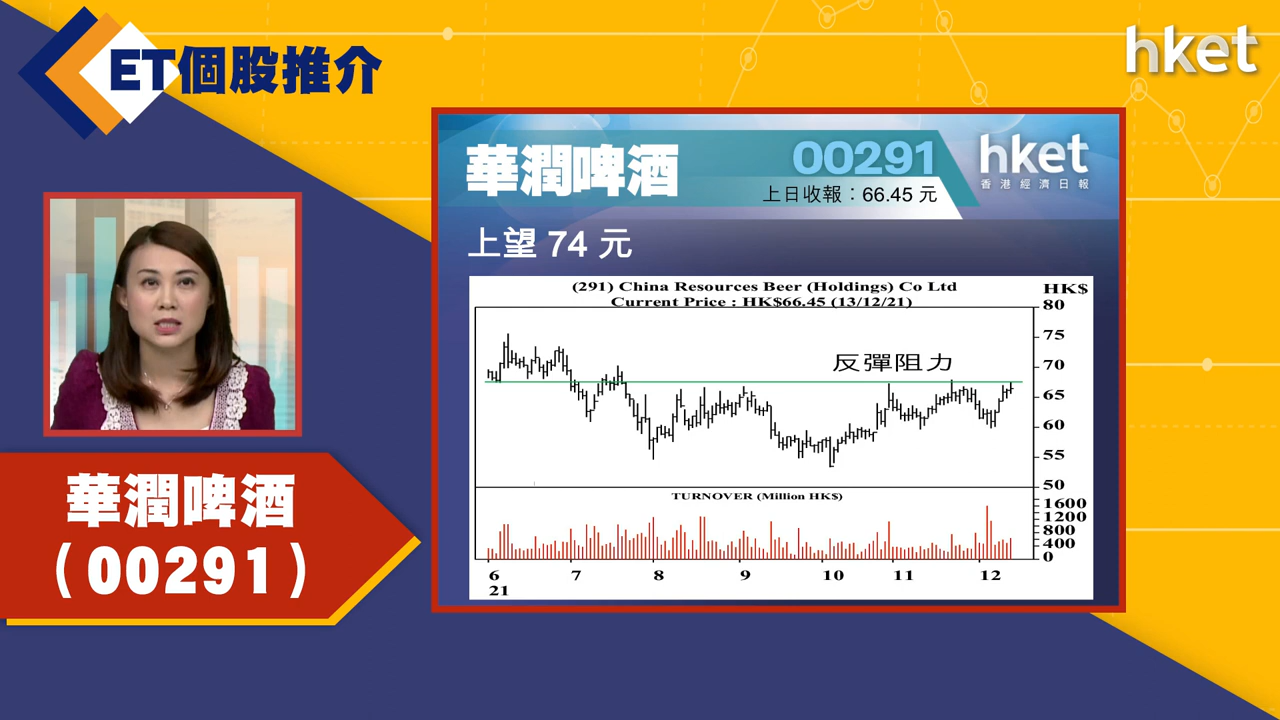 ET個股推介
hket
華潤啤酒
00291
hket
香港經濟日報
上日收報：66.45 元
上望 74 元
(291) China Resources Beer (Holdings) Co Ltd
Current Price : HK$66.45 (13/12/21)
HK$
80
75
反彈阻力
70
65
60
55
50
TURNOVER (Million HK$)
1600
1200
800
400
0
6 7 8 9 10 11 12
21
華潤啤酒
（00291）